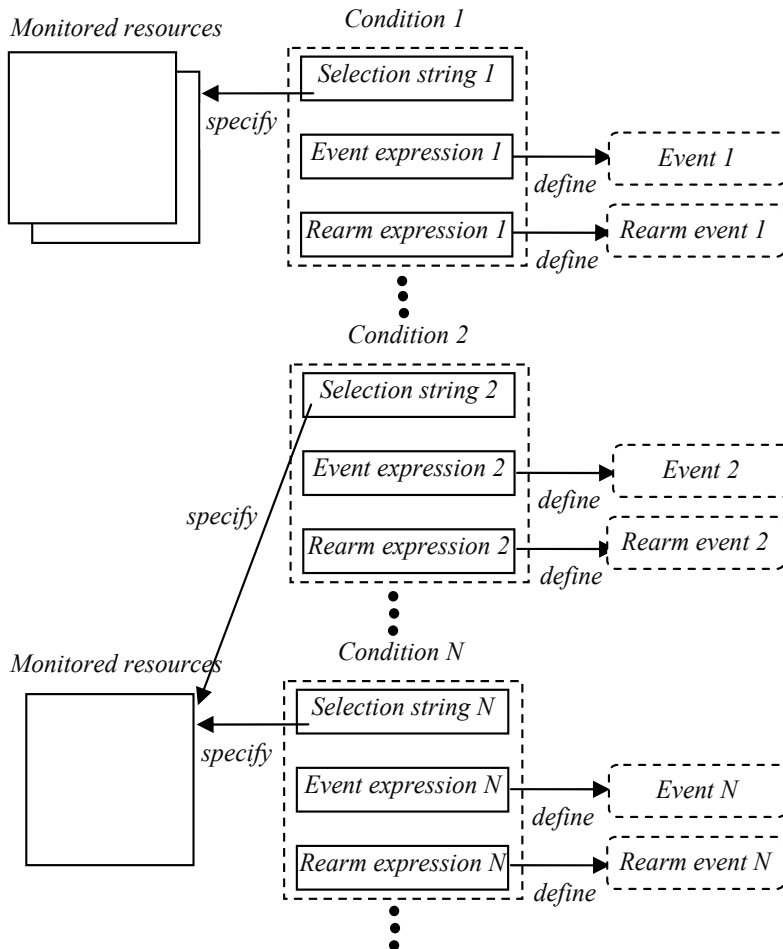 Condition 1
Monitored resources
Selection string 1
specify
Event expression 1
define
Event 1
Rearm expression 1
define
Rearm event 1
Condition 2
Selection string 2
Event expression 2
define
Event 2
specify
Rearm expression 2
define
Rearm event 2
Condition N
Monitored resources
Selection string N
specify
Event expression N
define
Event N
Rearm expression N
define
Rearm event N